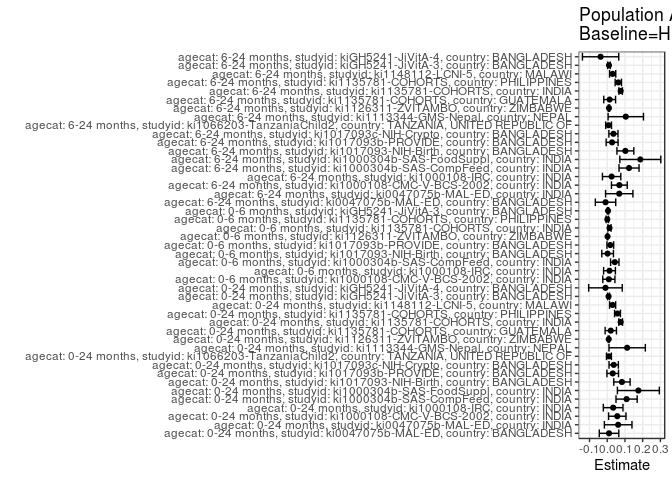 Population A
Baseline=H
agecat: 6-24 months, studyid: kiGH5241-JiVitA-4, country: BANGLADESH
agecat: 6-24 months, studyid: kiGH5241-JiVitA-3, country: BANGLADESH
agecat: 6-24 months, studyid: ki1148112-LCNI-5, country: MALAWI
agecat: 6-24 months, studyid: ki1135781-COHORTS, country: PHILIPPINES
agecat: 6-24 months, studyid: ki1135781-COHORTS, country: INDIA
agecat: 6-24 months, studyid: ki1135781-COHORTS, country: GUATEMALA
agecat: 6-24 months, studyid: ki1126311-ZVITAMBO, country: ZIMBABWE
agecat: 6-24 months, studyid: ki1113344-GMS-Nepal, country: NEPAL
agecat: 6-24 months, studyid: ki1066203-TanzaniaChild2, country: TANZANIA, UNITED REPUBLIC OF
agecat: 6-24 months, studyid: ki1017093c-NIH-Crypto, country: BANGLADESH
agecat: 6-24 months, studyid: ki1017093b-PROVIDE, country: BANGLADESH
agecat: 6-24 months, studyid: ki1017093-NIH-Birth, country: BANGLADESH
agecat: 6-24 months, studyid: ki1000304b-SAS-FoodSuppl, country: INDIA
agecat: 6-24 months, studyid: ki1000304b-SAS-CompFeed, country: INDIA
agecat: 6-24 months, studyid: ki1000108-IRC, country: INDIA
agecat: 6-24 months, studyid: ki1000108-CMC-V-BCS-2002, country: INDIA
agecat: 6-24 months, studyid: ki0047075b-MAL-ED, country: INDIA
agecat: 6-24 months, studyid: ki0047075b-MAL-ED, country: BANGLADESH
agecat: 0-6 months, studyid: kiGH5241-JiVitA-3, country: BANGLADESH
agecat: 0-6 months, studyid: ki1135781-COHORTS, country: PHILIPPINES
agecat: 0-6 months, studyid: ki1135781-COHORTS, country: INDIA
agecat: 0-6 months, studyid: ki1126311-ZVITAMBO, country: ZIMBABWE
agecat: 0-6 months, studyid: ki1017093b-PROVIDE, country: BANGLADESH
agecat: 0-6 months, studyid: ki1017093-NIH-Birth, country: BANGLADESH
agecat: 0-6 months, studyid: ki1000304b-SAS-CompFeed, country: INDIA
agecat: 0-6 months, studyid: ki1000108-IRC, country: INDIA
agecat: 0-6 months, studyid: ki1000108-CMC-V-BCS-2002, country: INDIA
agecat: 0-24 months, studyid: kiGH5241-JiVitA-4, country: BANGLADESH
agecat: 0-24 months, studyid: kiGH5241-JiVitA-3, country: BANGLADESH
agecat: 0-24 months, studyid: ki1148112-LCNI-5, country: MALAWI
agecat: 0-24 months, studyid: ki1135781-COHORTS, country: PHILIPPINES
agecat: 0-24 months, studyid: ki1135781-COHORTS, country: INDIA
agecat: 0-24 months, studyid: ki1135781-COHORTS, country: GUATEMALA
agecat: 0-24 months, studyid: ki1126311-ZVITAMBO, country: ZIMBABWE
agecat: 0-24 months, studyid: ki1113344-GMS-Nepal, country: NEPAL
agecat: 0-24 months, studyid: ki1066203-TanzaniaChild2, country: TANZANIA, UNITED REPUBLIC OF
agecat: 0-24 months, studyid: ki1017093c-NIH-Crypto, country: BANGLADESH
agecat: 0-24 months, studyid: ki1017093b-PROVIDE, country: BANGLADESH
agecat: 0-24 months, studyid: ki1017093-NIH-Birth, country: BANGLADESH
agecat: 0-24 months, studyid: ki1000304b-SAS-FoodSuppl, country: INDIA
agecat: 0-24 months, studyid: ki1000304b-SAS-CompFeed, country: INDIA
agecat: 0-24 months, studyid: ki1000108-IRC, country: INDIA
agecat: 0-24 months, studyid: ki1000108-CMC-V-BCS-2002, country: INDIA
agecat: 0-24 months, studyid: ki0047075b-MAL-ED, country: INDIA
agecat: 0-24 months, studyid: ki0047075b-MAL-ED, country: BANGLADESH
-0.1 0.0 0.1 0.2 0.3
Estimate